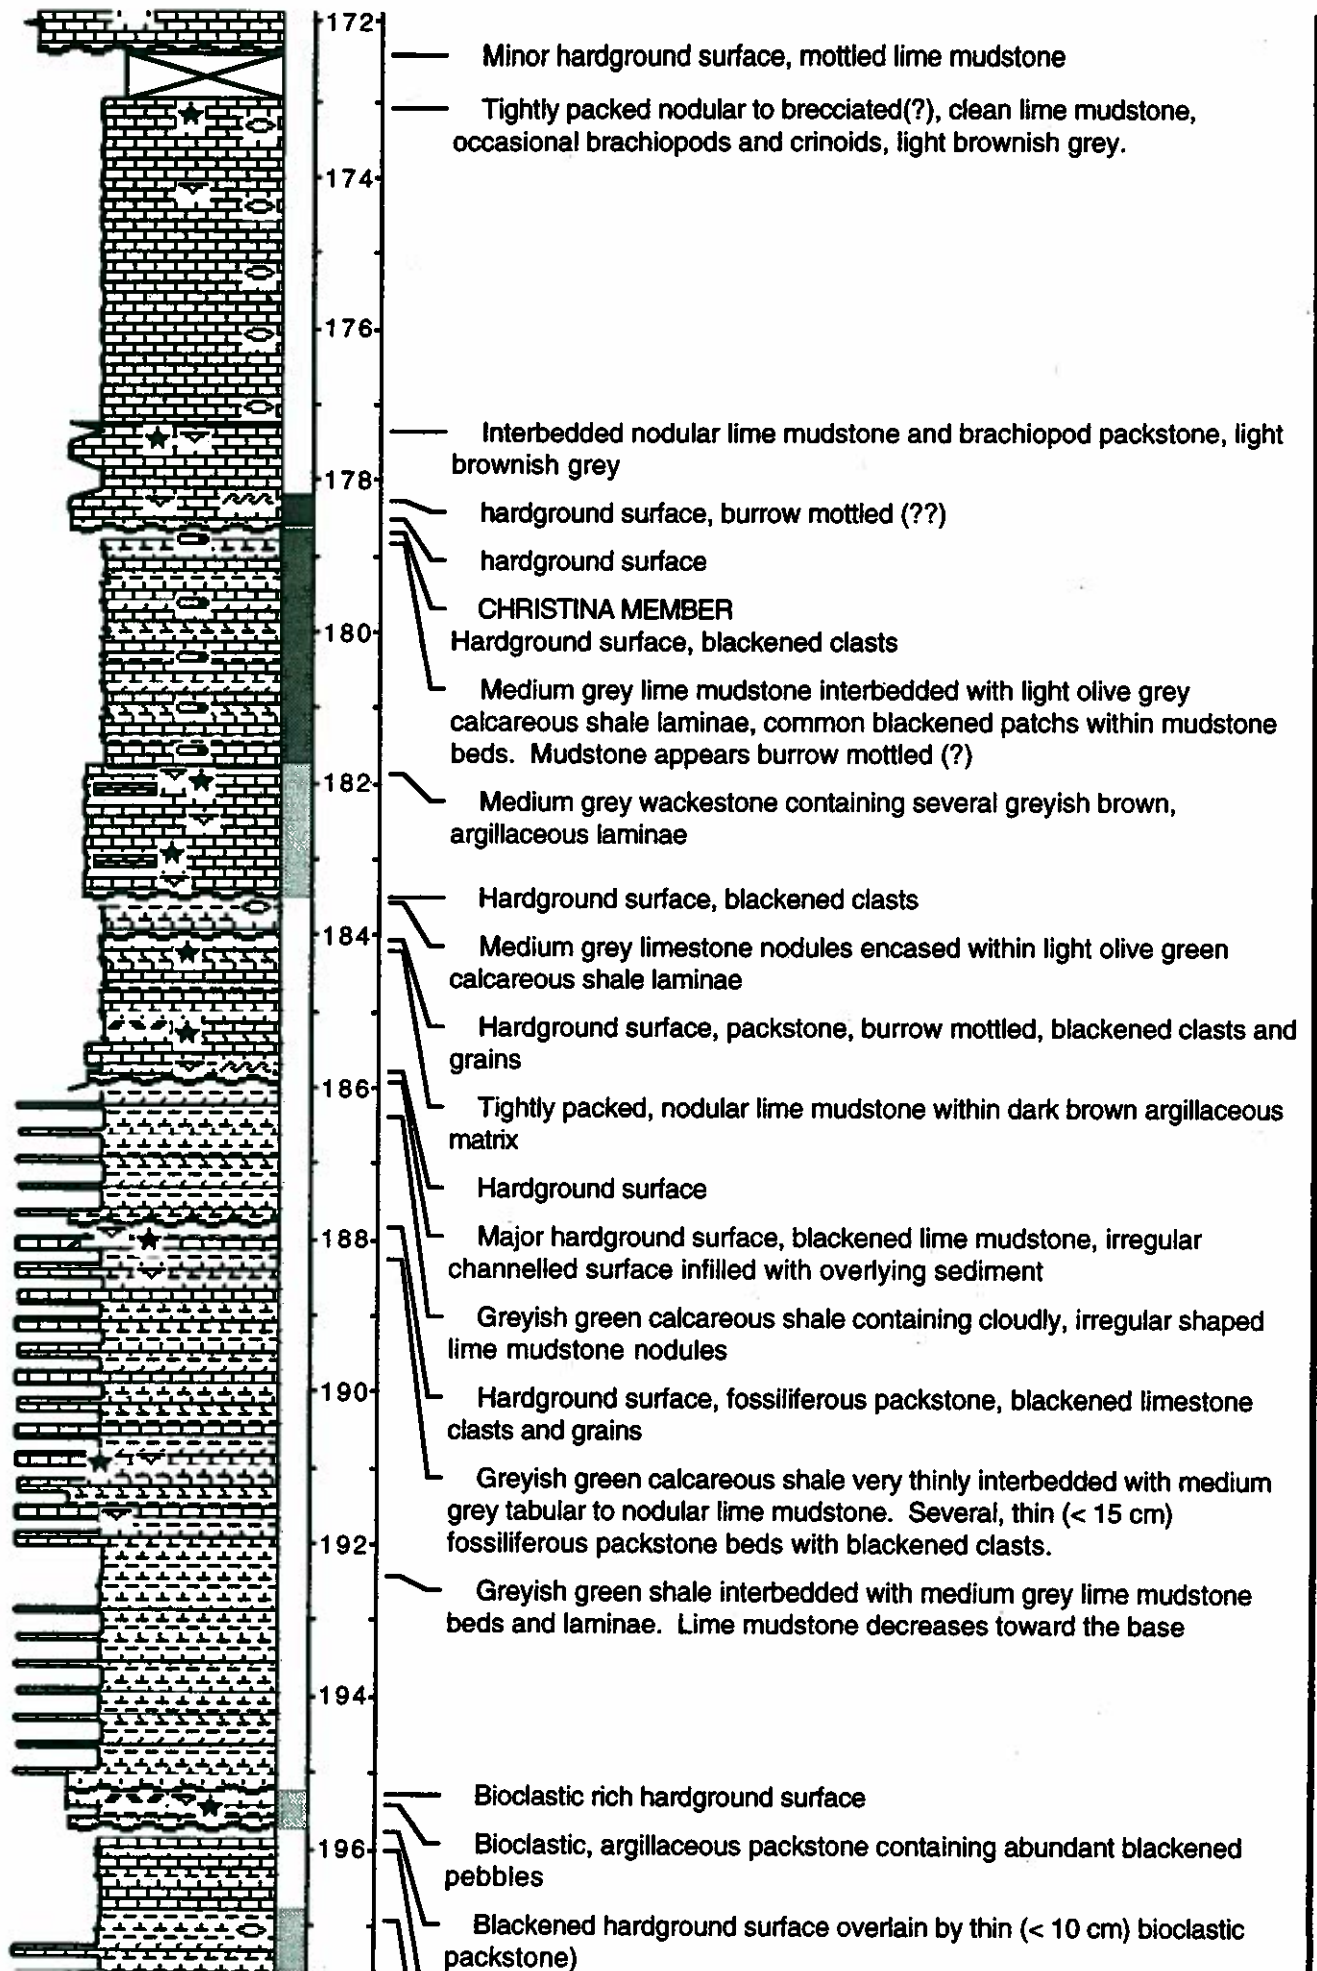 172
Minor hardground surface, mottled lime mudstone
Tightly packed nodular to brecciated(?), clean lime mudstone,
occasional brachiopods and crinoids, light brownish grey.
174
176
Interbedded nodular lime mudstone and brachiopod packstone, light
brownish grey
178
hardground surface, burrow mottled (??)
hardground surface
CHRISTINA MEMBER
180
Hardground surface, blackened clasts
Medium grey lime mudstone interbedded with light olive grey
calcareous shale laminae, common blackened patchs within mudstone
beds. Mudstone appears burrow mottled (?)
182
Medium grey wackestone containing several greyish brown,
argillaceous laminae
Hardground surface, blackened clasts
184
Medium grey limestone nodules encased within light olive green
calcareous shale laminae
Hardground surface, packstone, burrow mottled, blackened clasts and
grains
186
Tightly packed, nodular lime mudstone within dark brown argillaceous
matrix
Hardground surface
188
Major hardground surface, blackened lime mudstone, irregular
channelled surface infilled with overlying sediment
Greyish green calcareous shale containing cloudly, irregular shaped
lime mudstone nodules
190
Hardground surface, fossiliferous packstone, blackened limestone
clasts and grains
Greyish green calcareous shale very thinly interbedded with medium
grey tabular to nodular lime mudstone. Several, thin (< 15 cm)
fossiliferous packstone beds with blackened clasts.
192
Greyish green shale interbedded with medium grey lime mudstone
beds and laminae. Lime mudstone decreases toward the base
194
Bioclastic rich hardground surface
196
Bioclastic, argillaceous packstone containing abundant blackened
pebbles
Blackened hardground surface overlain by thin (< 10 cm) bioclastic
packstone)